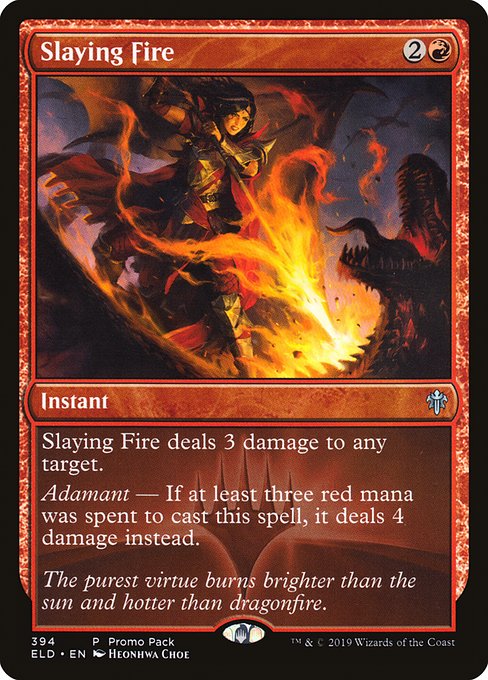 Slaying Fire 2
Instant
Slaying Fire deals 3 damage to any
target.
Adamant — If at least three red mana
was spent to cast this spell, it deals 4
damage instead.
The purest virtue burns brighter than the
sun and hotter than dragonfire.
394 P Promo Pack
ELD • EN Heonhwa Choe ™ & © 2019 Wizards of the Coast